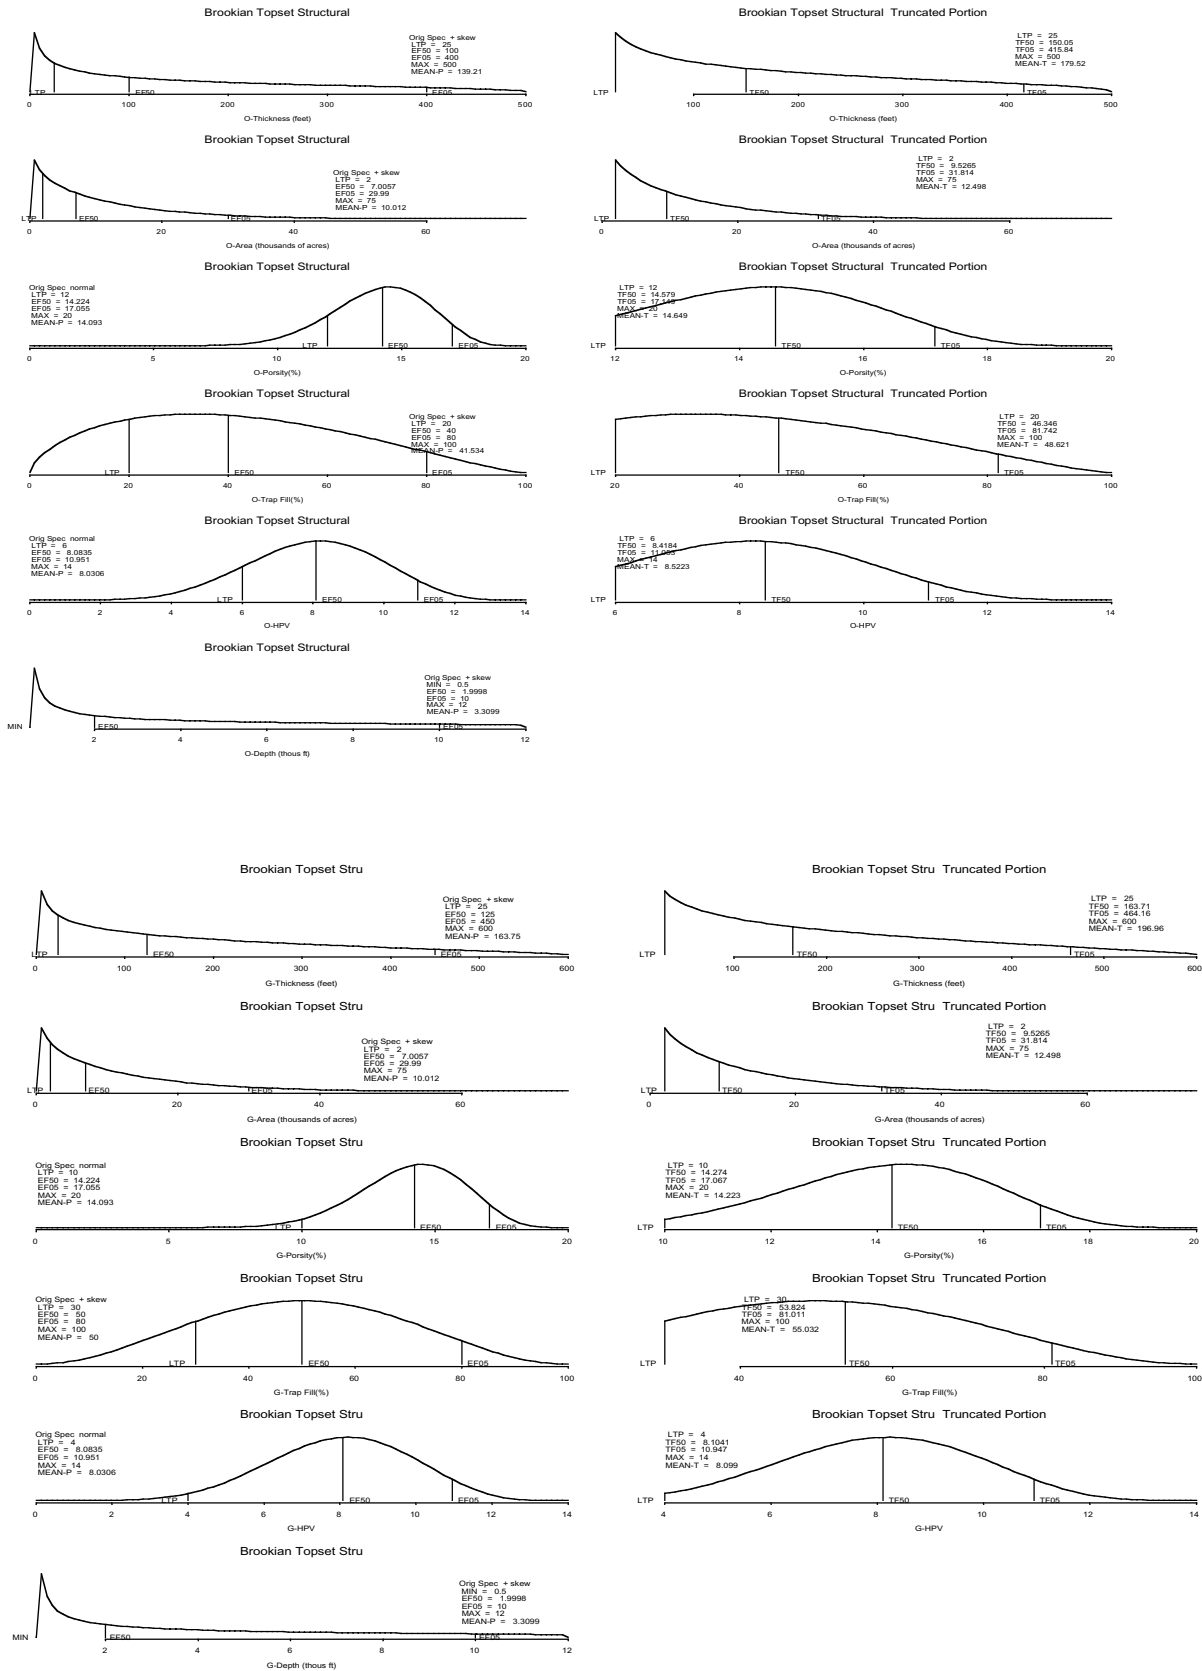 Brookian Topset Structural
Orig Spec + skew
LTP = 25
EF50 = 100
EF05 = 400
MAX = 500
MEAN-P = 139.21
LTP EF50 EF05
0 100 200 300 400 500
O-Thickness (feet)
Brookian Topset Structural Truncated Portion
LTP = 25
TF50 = 150.05
TF05 = 415.84
MAX = 500
MEAN-T = 179.52
LTP TF50 TF05
100 200 300 400 500
O-Thickness (feet)
Brookian Topset Structural
Orig Spec + skew
LTP = 2
EF50 = 7.0057
EF05 = 29.99
MAX = 75
MEAN-P = 10.012
LTP EF50 EF05
0 20 40 60
O-Area (thousands of acres)
Brookian Topset Structural Truncated Portion
LTP = 2
TF50 = 9.5265
TF05 = 31.814
MAX = 75
MEAN-T = 12.498
LTP TF50 TF05
0 20 40 60
O-Area (thousands of acres)
Brookian Topset Structural
Orig Spec normal
LTP = 12
EF50 = 14.224
EF05 = 17.055
MAX = 20
MEAN-P = 14.093
LTP EF50 EF05
0 5 10 15 20
O-Porsity(%)
Brookian Topset Structural Truncated Portion
LTP = 12
TF50 = 14.579
TF05 =
MAX = 20
MEAN-T = 14.649
LTP TF50 TF05
12 14 16 18 20
O-Porsity(%)
Brookian Topset Structural
Orig Spec + skew
LTP = 20
EF50 = 40
EF05 = 80
MAX = 100
MEAN-P = 41.534
LTP EF50 EF05
0 20 40 60 80 100
O-Trap Fill(%)
Brookian Topset Structural Truncated Portion
LTP = 20
TF50 = 46.346
TF05 = 81.742
MAX = 100
MEAN-T = 48.621
LTP TF50 TF05
20 40 60 80 100
O-Trap Fill(%)
Brookian Topset Structural
Orig Spec normal
LTP = 6
EF50 = 8.0835
EF05 = 10.951
MAX = 14
MEAN-P = 8.0306
LTP EF50 EF05
0 2 4 6 8 10 12 14
O-HPV
Brookian Topset Structural Truncated Portion
LTP = 6
TF50 = 8.4184
TF05 =
MAX = 14
MEAN-T = 8.5223
LTP TF50 TF05
6 8 10 12 14
O-HPV
Brookian Topset Structural
Orig Spec + skew
MIN = 0.5
EF50 = 1.9998
EF05 = 10
MAX = 12
MEAN-P = 3.3099
MIN EF50 EF05
2 4 6 8 10 12
O-Depth (thous ft)
Brookian Topset Stru
Orig Spec + skew
LTP = 25
EF50 = 125
EF05 = 450
MAX = 600
MEAN-P = 163.75
LTP EF50 EF05
0 100 200 300 400 500 600
G-Thickness (feet)
Brookian Topset Stru Truncated Portion
LTP = 25
TF50 = 163.71
TF05 = 464.16
MAX = 600
MEAN-T = 196.96
LTP TF50 TF05
100 200 300 400 500 600
G-Thickness (feet)
Brookian Topset Stru
Orig Spec + skew
LTP = 2
EF50 = 7.0057
EF05 = 29.99
MAX = 75
MEAN-P = 10.012
LTP EF50 EF05
0 20 40 60
G-Area (thousands of acres)
Brookian Topset Stru Truncated Portion
LTP = 2
TF50 = 9.5265
TF05 = 31.814
MAX = 75
MEAN-T = 12.498
LTP TF50 TF05
0 20 40 60
G-Area (thousands of acres)
Brookian Topset Stru
Orig Spec normal
LTP = 10
EF50 = 14.224
EF05 = 17.055
MAX = 20
MEAN-P = 14.093
LTP EF50 EF05
0 5 10 15 20
G-Porsity(%)
Brookian Topset Stru Truncated Portion
LTP = 10
TF50 = 14.274
TF05 = 17.067
MAX = 20
MEAN-T = 14.223
LTP TF50 TF05
10 12 14 16 18 20
G-Porsity(%)
Brookian Topset Stru
Orig Spec + skew
LTP = 30
EF50 = 50
EF05 = 80
MAX = 100
MEAN-P = 50
LTP EF50 EF05
0 20 40 60 80 100
G-Trap Fill(%)
Brookian Topset Stru Truncated Portion
LTP = 30
TF50 = 53.824
TF05 = 81.011
MAX = 100
MEAN-T = 55.032
LTP TF50 TF05
40 60 80 100
G-Trap Fill(%)
Brookian Topset Stru
Orig Spec normal
LTP = 4
EF50 = 8.0835
EF05 = 10.951
MAX = 14
MEAN-P = 8.0306
LTP EF50 EF05
0 2 4 6 8 10 12 14
G-HPV
Brookian Topset Stru Truncated Portion
LTP = 4
TF50 = 8.1041
TF05 = 10.947
MAX = 14
MEAN-T = 8.099
LTP TF50 TF05
4 6 8 10 12 14
G-HPV
Brookian Topset Stru
Orig Spec + skew
MIN = 0.5
EF50 = 1.9998
EF05 = 10
MAX = 12
MEAN-P = 3.3099
MIN EF50 EF05
2 4 6 8 10 12
G-Depth (thous ft)